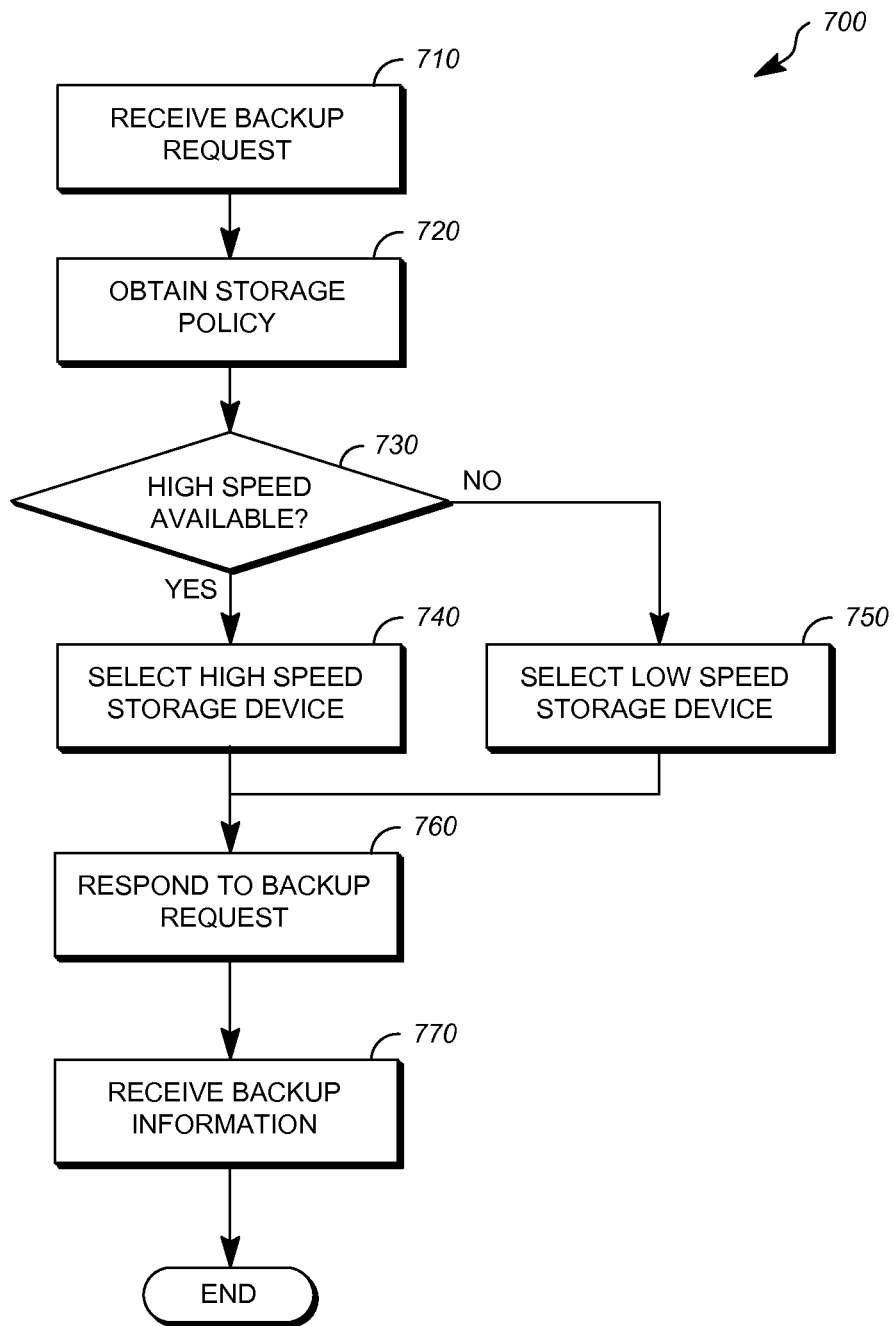 700
710
RECEIVE BACKUP
REQUEST
720
OBTAIN STORAGE
POLICY
730
HIGH SPEED
AVAILABLE?
NO
YES
740
SELECT HIGH SPEED
STORAGE DEVICE
750
SELECT LOW SPEED
STORAGE DEVICE
760
RESPOND TO BACKUP
REQUEST
770
RECEIVE BACKUP
INFORMATION
END